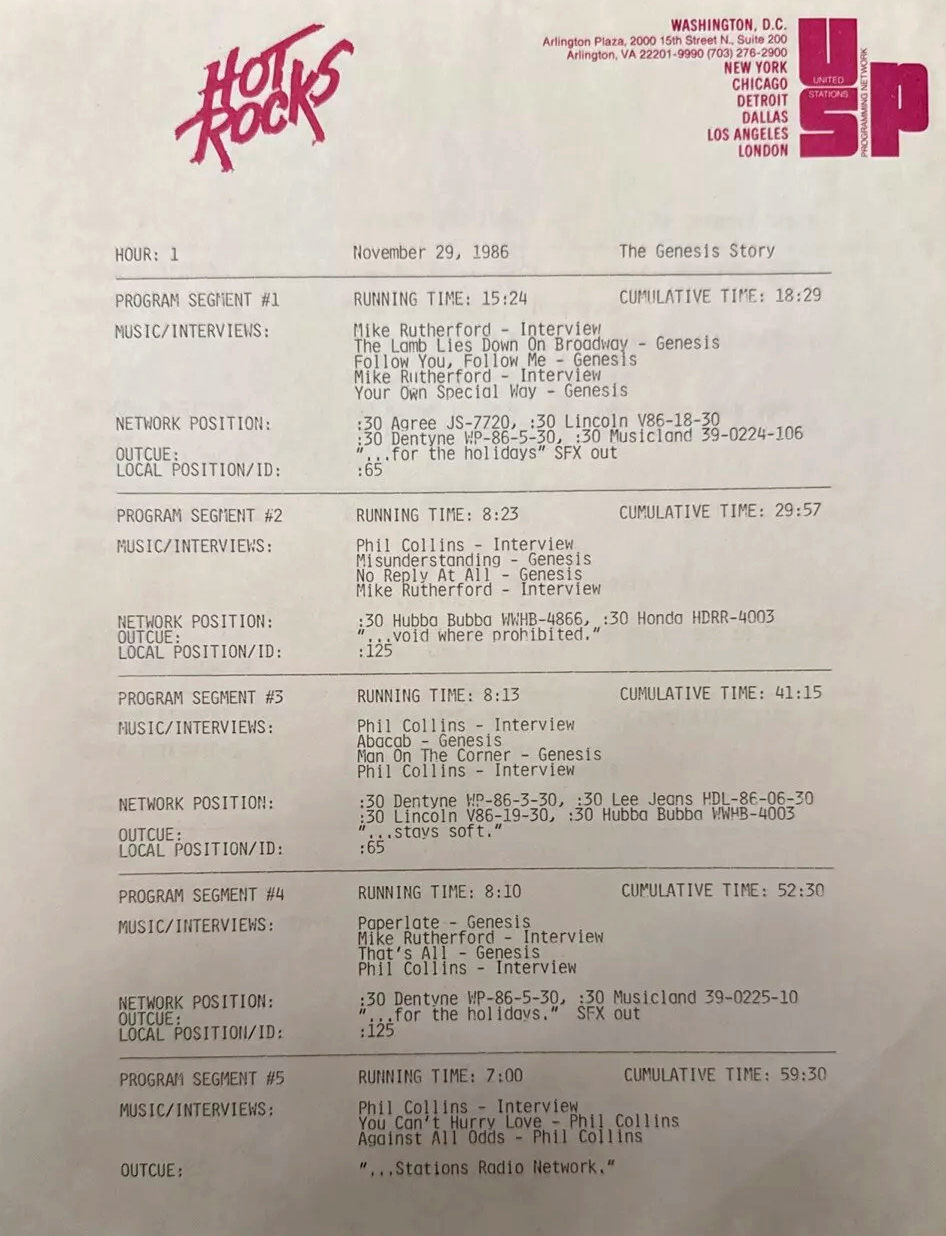 HOT ROCKS
WASHINGTON, D.C.
Arlington Plaza, 2000 15th Street N., Suite 200
Arlington, VA 22201-9990 (703) 276-2900
NEW YORK
CHICAGO
DETROIT
DALLAS
LOS ANGELES
LONDON
USP
UNITED
STATIONS
PROGRAMMING NETWORK
HOUR: 1 November 29, 1986 The Genesis Story
PROGRAM SEGMENT #1 RUNNING TIME: 15:24 CUMULATIVE TIME: 18:29
MUSIC/INTERVIEWS: Mike Rutherford - Interview
The Lamb Lies Down On Broadway - Genesis
Follow You, Follow Me - Genesis
Mike Rutherford - Interview
Your Own Special Way - Genesis
NETWORK POSITION: :30 Agree JS-7720, :30 Lincoln V86-18-30
:30 Dentyne WP-86-5-30, :30 Musicland 39-0224-106
OUTCUE: "...for the holidays" SFX out
LOCAL POSITION/ID: :65
PROGRAM SEGMENT #2 RUNNING TIME: 8:23 CUMULATIVE TIME: 29:57
MUSIC/INTERVIEWS: Phil Collins - Interview
Misunderstanding - Genesis
No Reply At All - Genesis
Mike Rutherford - Interview
NETWORK POSITION: :30 Hubba Bubba WWHB-4866, :30 Honda HDRR-4003
OUTCUE: "...void where prohibited."
LOCAL POSITION/ID: :125
PROGRAM SEGMENT #3 RUNNING TIME: 8:13 CUMULATIVE TIME: 41:15
MUSIC/INTERVIEWS: Phil Collins - Interview
Abacab - Genesis
Man On The Corner - Genesis
Phil Collins - Interview
NETWORK POSITION: :30 Dentyne WP-86-3-30, :30 Lee Jeans HDL-86-06-30
:30 Lincoln V86-19-30, :30 Hubba Bubba WWHB-4003
OUTCUE: "...stays soft."
LOCAL POSITION/ID: :65
PROGRAM SEGMENT #4 RUNNING TIME: 8:10 CUMULATIVE TIME: 52:30
MUSIC/INTERVIEWS: Paperlate - Genesis
Mike Rutherford - Interview
That's All - Genesis
Phil Collins - Interview
NETWORK POSITION: :30 Dentyne WP-86-5-30, :30 Musicland 39-0225-10
OUTCUE: "...for the holidays." SFX out
LOCAL POSITION/ID: :125
PROGRAM SEGMENT #5 RUNNING TIME: 7:00 CUMULATIVE TIME: 59:30
MUSIC/INTERVIEWS: Phil Collins - Interview
You Can't Hurry Love - Phil Collins
Against All Odds - Phil Collins
OUTCUE: "...Stations Radio Network."